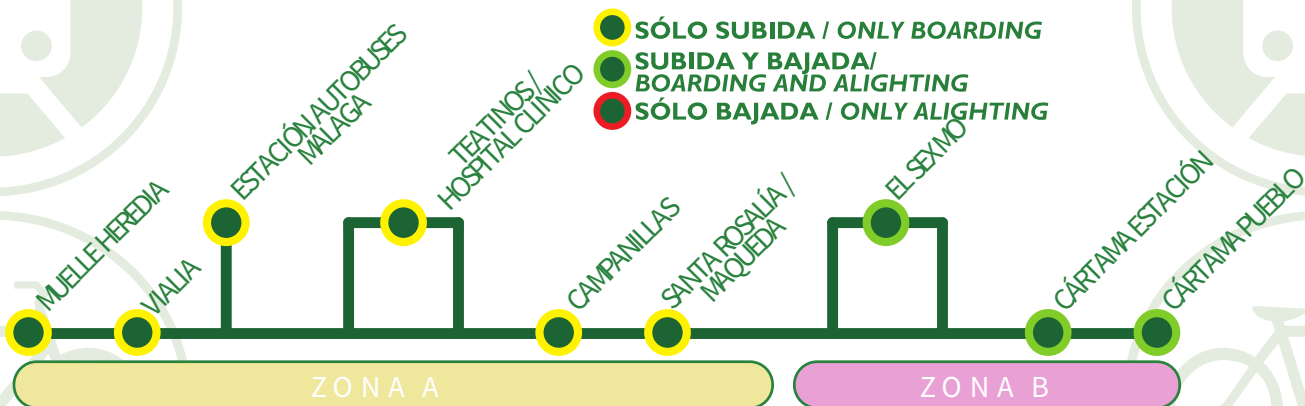 SÓLO SUBIDA / ONLY BOARDING
SUBIDA Y BAJADA/
BOARDING AND ALIGHTING
SÓLO BAJADA / ONLY ALIGHTING
MUELLE HEREDIA
VIALIA
ESTACIÓN AUTOBUSES
MÁLAGA
TEATINOS /
HOSPITAL CLÍNICO
CAMPANILLAS
SANTA ROSALÍA /
MAQUEDA
EL SEXMO
CÁRTAMA ESTACIÓN
CÁRTAMA PUEBLO
ZONA A
ZONA B